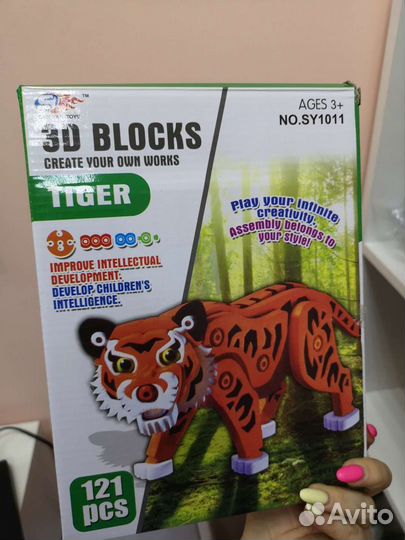 TM
AGES 3+
NO.SY1011
3D BLOCKS
CREATE YOUR OWN WORKS
TIGER
Play your infinite
creativity.
Assembly belongs to
your style!
IMPROVE INTELLECTUAL
DEVELOPMENT;
DEVELOP CHILDREN'S
INTELLIGENCE.
121
pcs
Avito